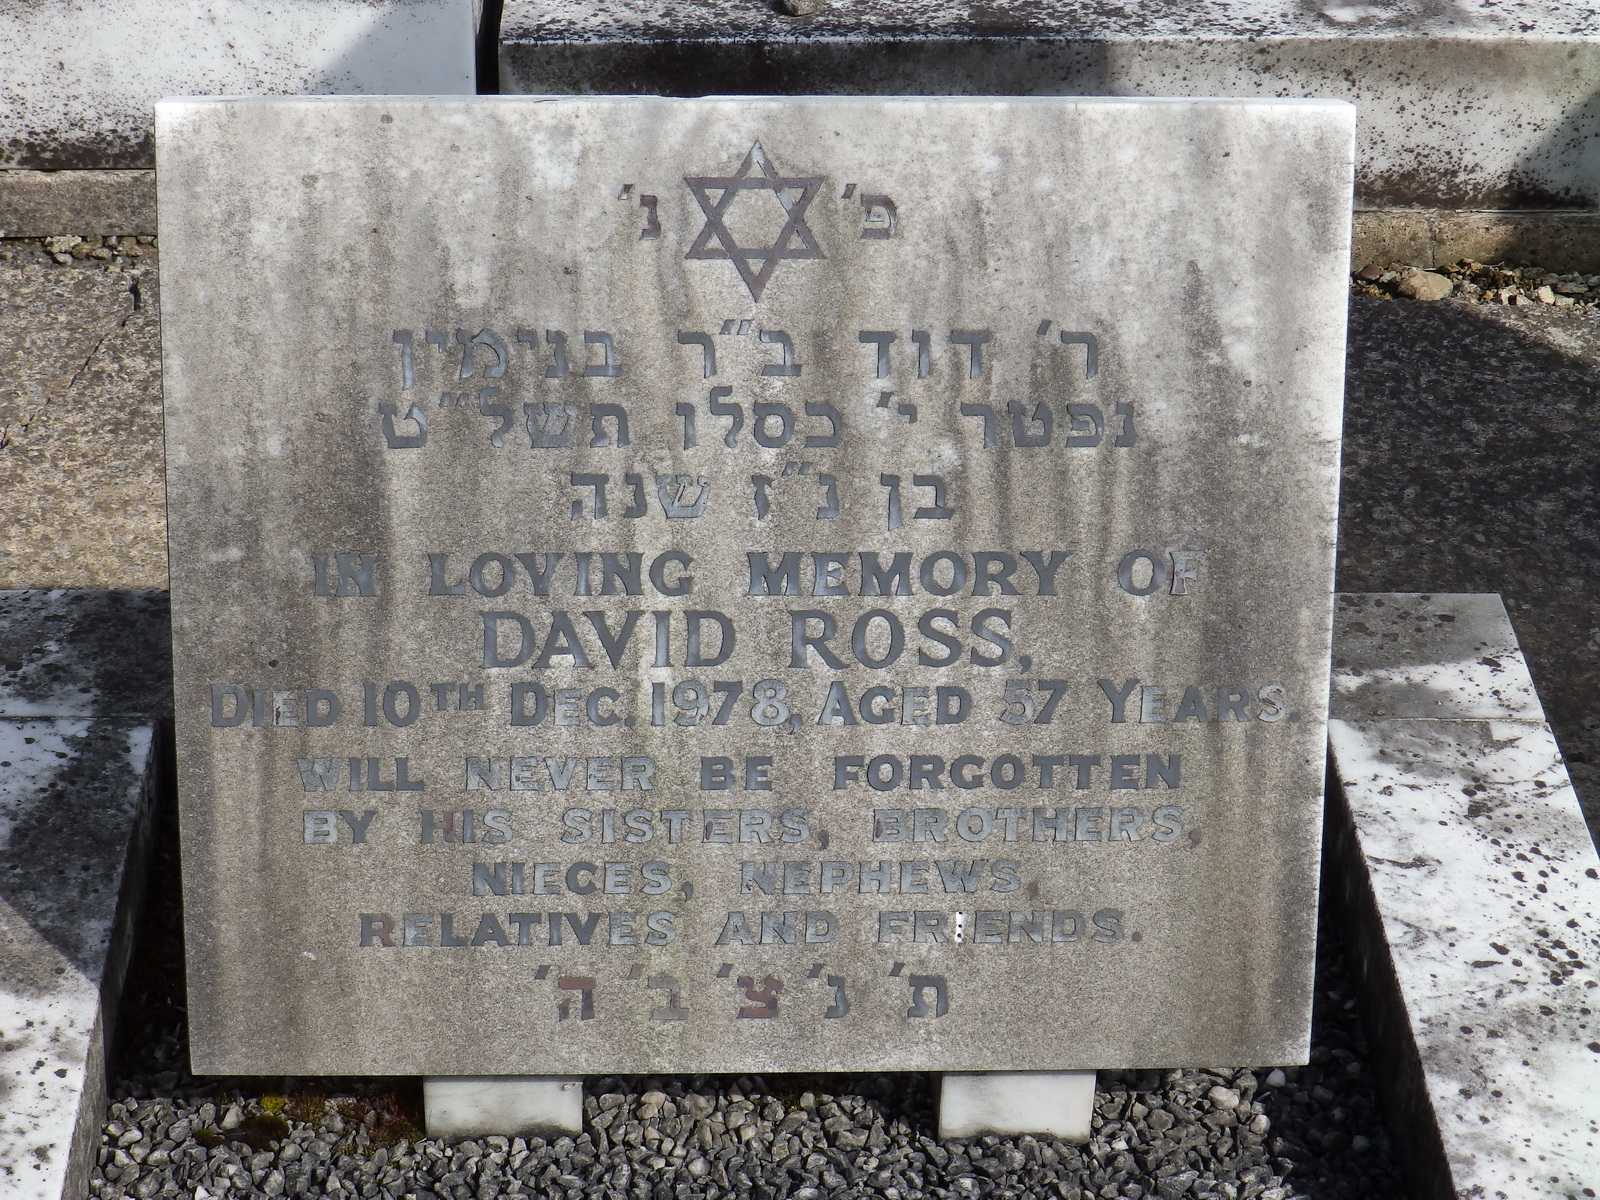 פ׳ נ׳
ר׳ דוד ב״ר בנימין
נפטר י׳ כסלו תשל״ט
בן נ״ז שנה
IN LOVING MEMORY OF
DAVID ROSS,
DIED 10TH DEC. 1978, AGED 57 YEARS.
WILL NEVER BE FORGOTTEN
BY HIS SISTERS, BROTHERS,
NIECES, NEPHEWS,
RELATIVES AND FRIENDS.
ת׳ נ׳ צ׳ ב׳ ה׳